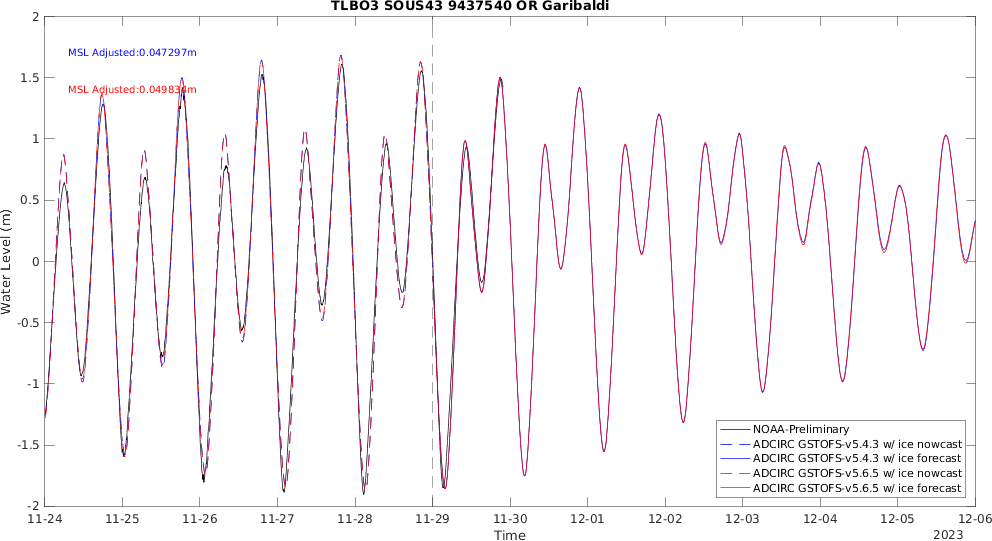 TLBO3 SOUS43 9437540 OR Garibaldi
MSL Adjusted:0.047297m
MSL Adjusted:0.049834m
Water Level (m)
2
1.5
1
0.5
0
-0.5
-1
-1.5
-2
11-24
11-25
11-26
11-27
11-28
11-29
11-30
12-01
12-02
12-03
12-04
12-05
12-06
Time
2023
NOAA-Preliminary
ADCIRC GSTOFS-v5.4.3 w/ ice nowcast
ADCIRC GSTOFS-v5.4.3 w/ ice forecast
ADCIRC GSTOFS-v5.6.5 w/ ice nowcast
ADCIRC GSTOFS-v5.6.5 w/ ice forecast